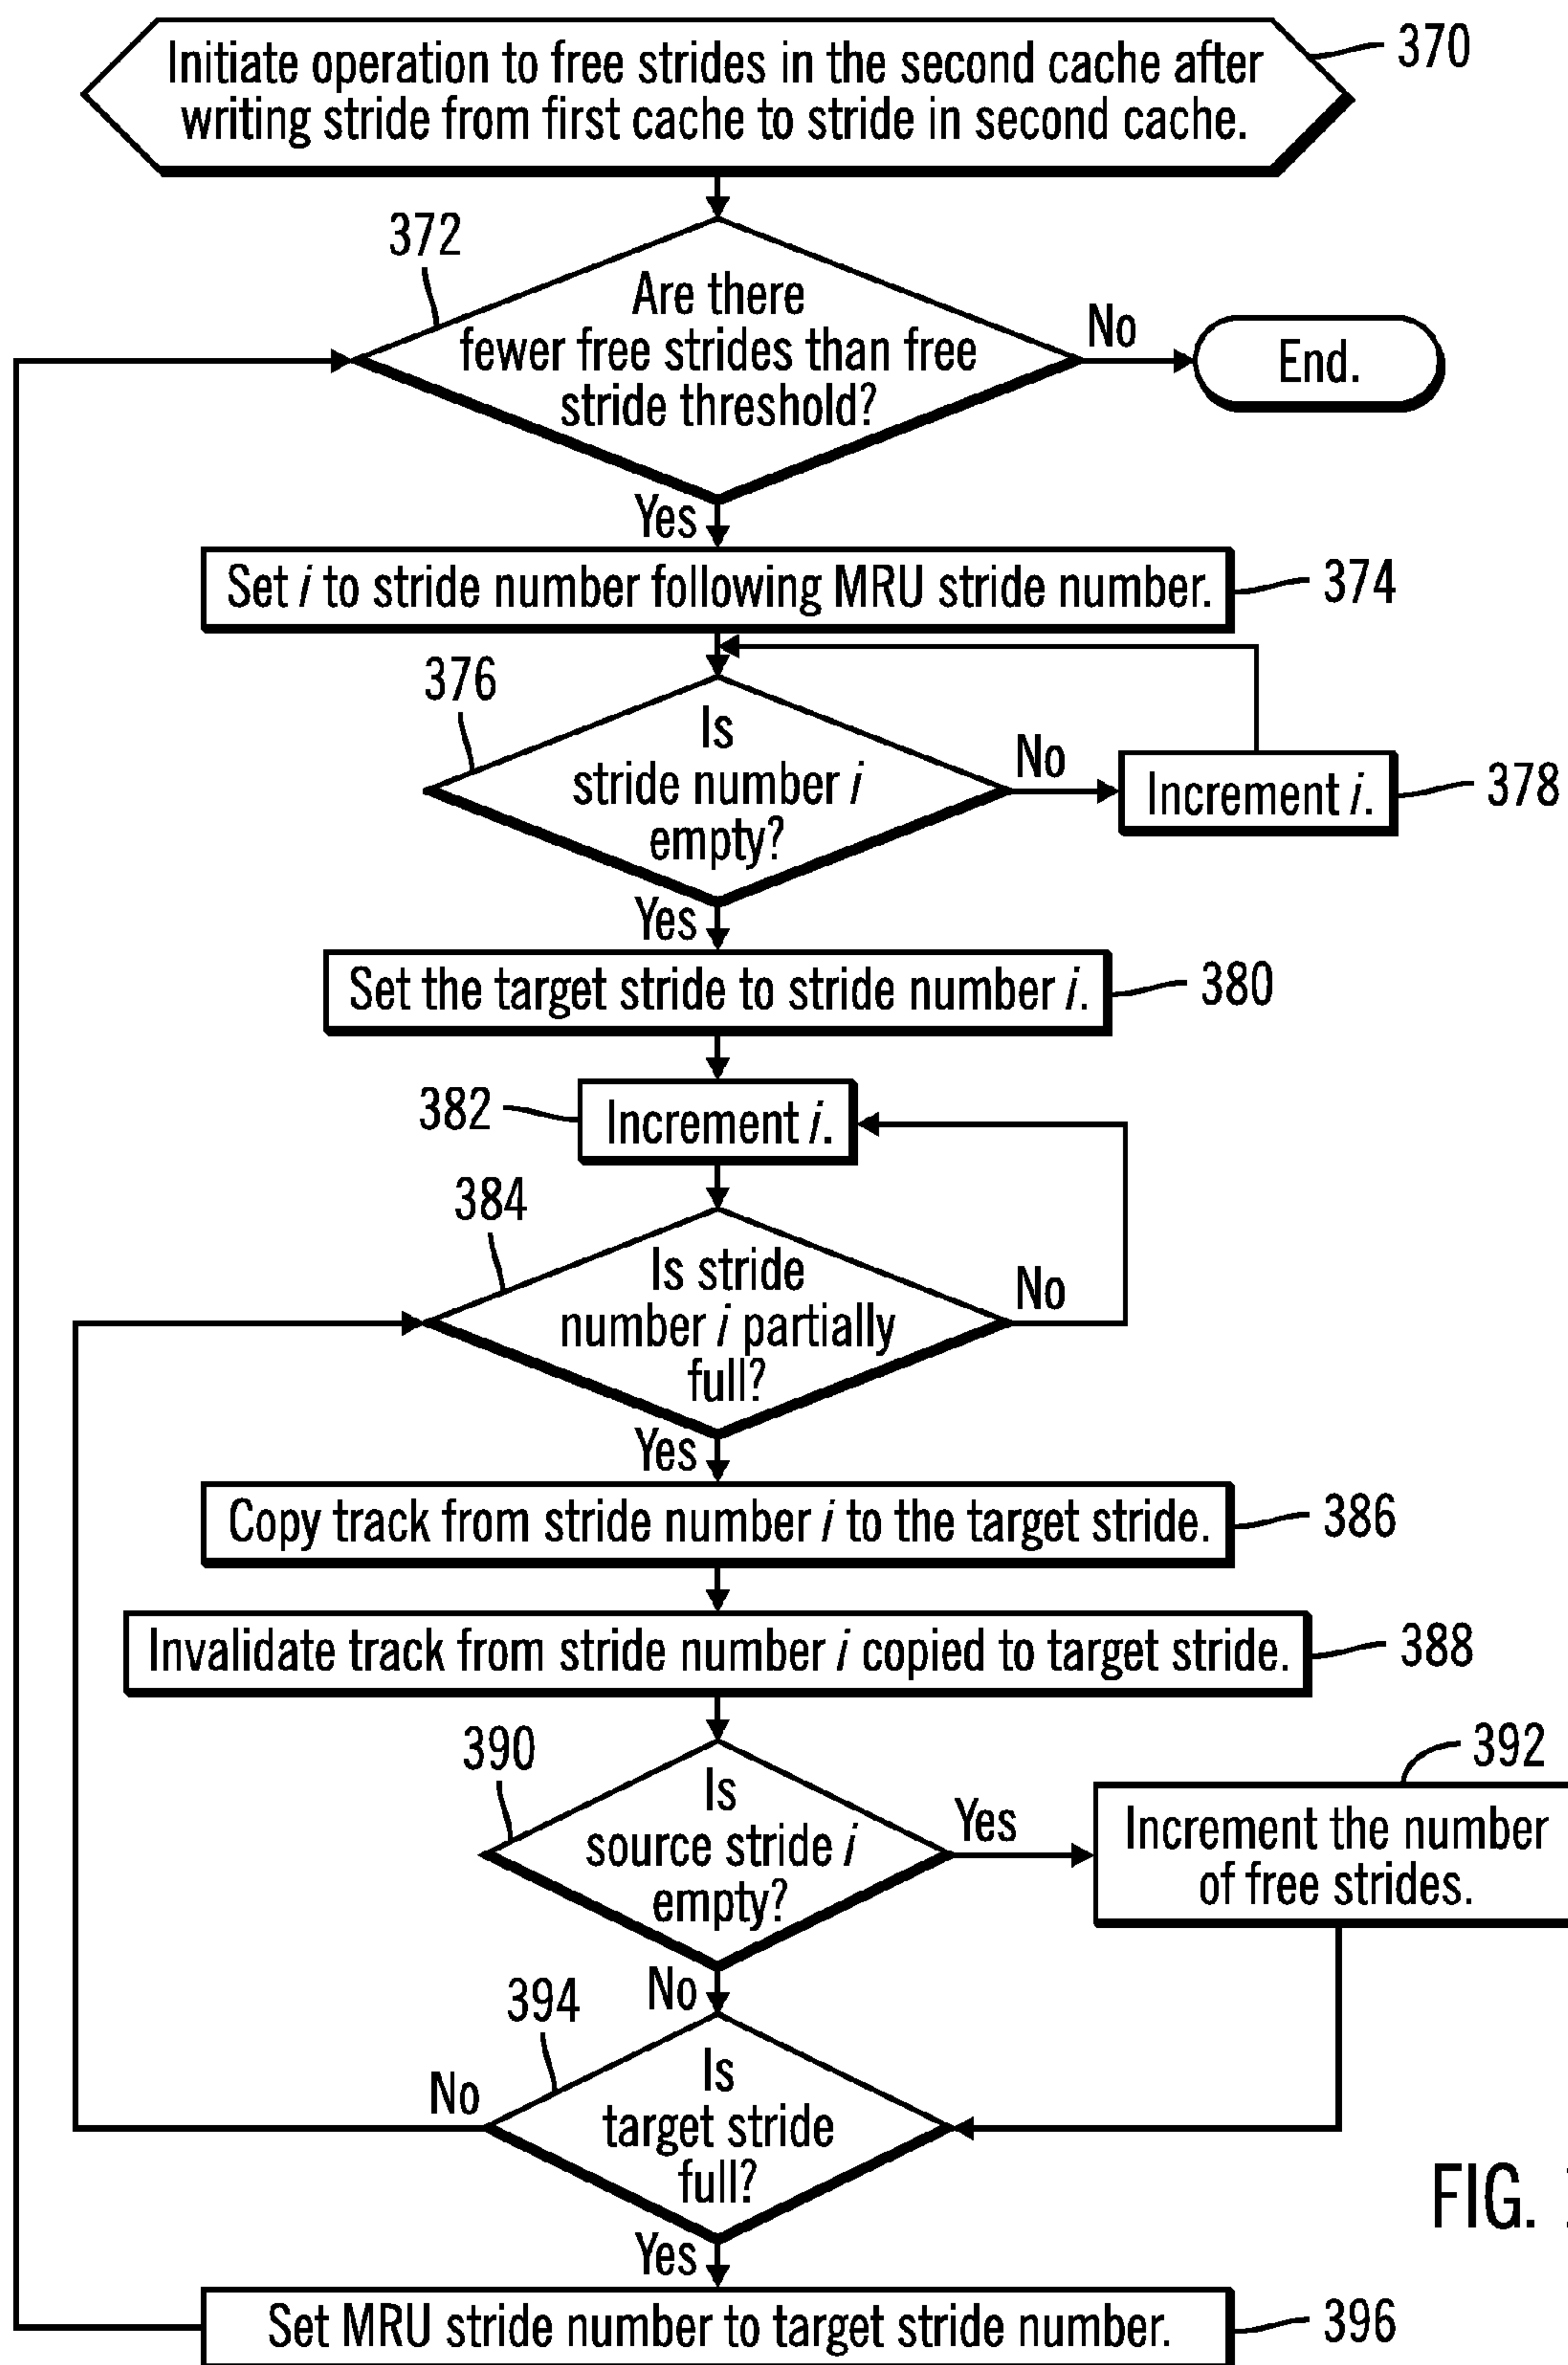 Initiate operation to free strides in the second cache after
writing stride from first cache to stride in second cache.
370
372
Are there
fewer free strides than free
stride threshold?
No
End.
Yes
Set i to stride number following MRU stride number.
374
376
Is
stride number i
empty?
No
Increment i.
378
Yes
Set the target stride to stride number i.
380
382
Increment i.
384
Is stride
number i partially
full?
No
Yes
Copy track from stride number i to the target stride.
386
Invalidate track from stride number i copied to target stride.
388
390
Is
source stride i
empty?
Yes
392
Increment the number
of free strides.
No
394
Is
target stride
full?
No
Yes
FIG.
Set MRU stride number to target stride number.
396